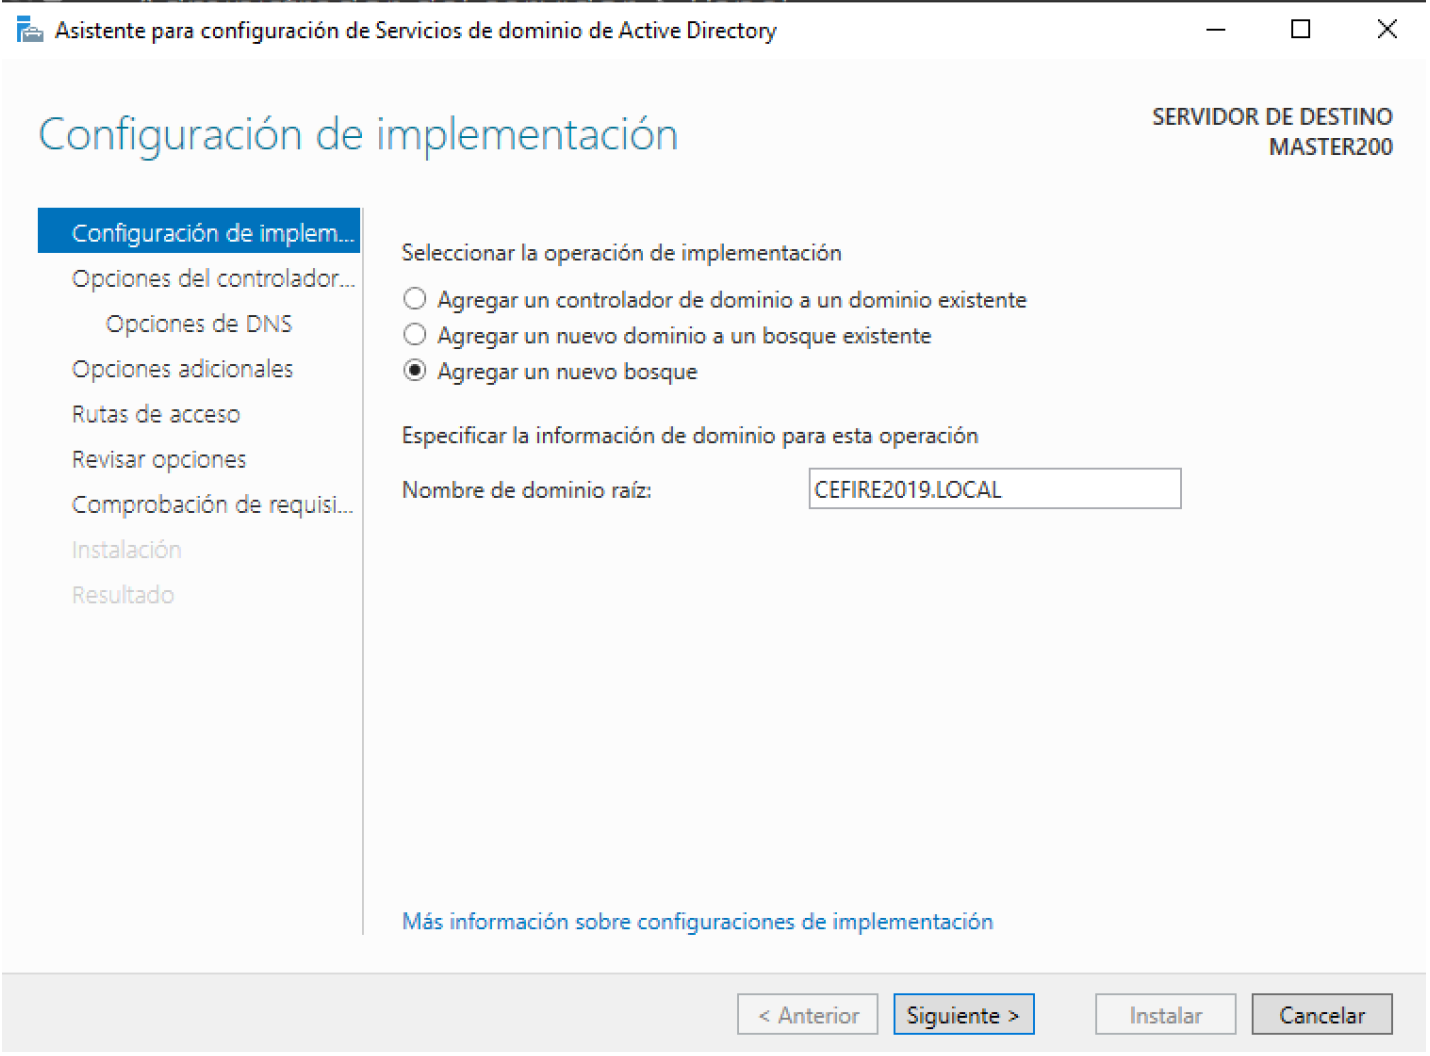 Asistente para configuración de Servicios de dominio de Active Directory
Configuración de implementación
SERVIDOR DE DESTINO
MASTER200
Configuración de implem...
Opciones del controlador...
Opciones de DNS
Opciones adicionales
Rutas de acceso
Revisar opciones
Comprobación de requisi...
Instalación
Resultado
Seleccionar la operación de implementación
Agregar un controlador de dominio a un dominio existente
Agregar un nuevo dominio a un bosque existente
Agregar un nuevo bosque
Especificar la información de dominio para esta operación
Nombre de dominio raíz:
CEFIRE2019.LOCAL
Más información sobre configuraciones de implementación
< Anterior
Siguiente >
Instalar
Cancelar